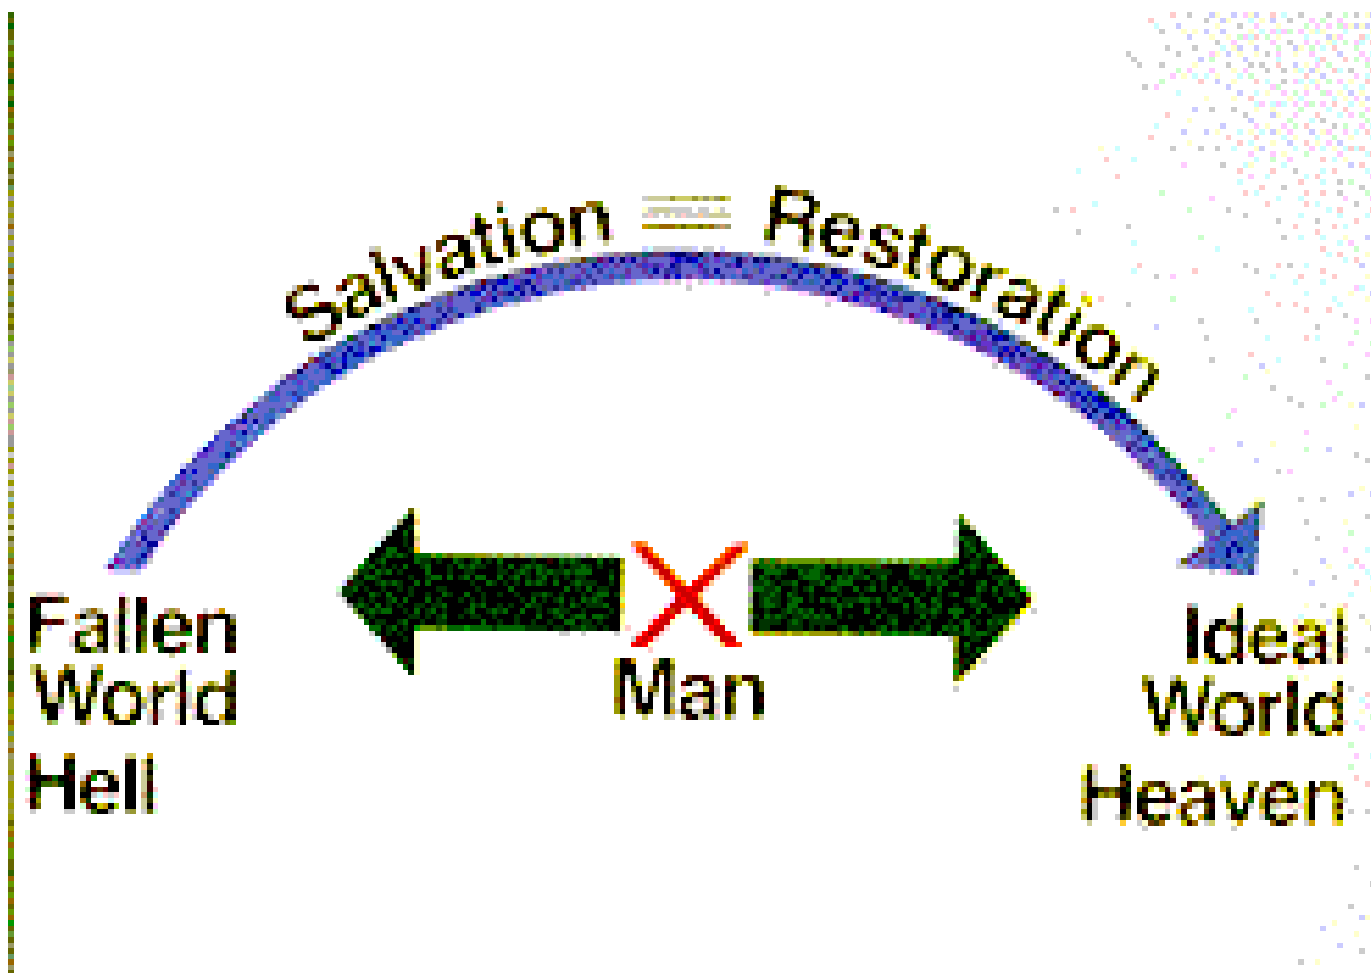 Salvation = Restoration
Fallen
World
Hell
Man
Ideal
World
Heaven